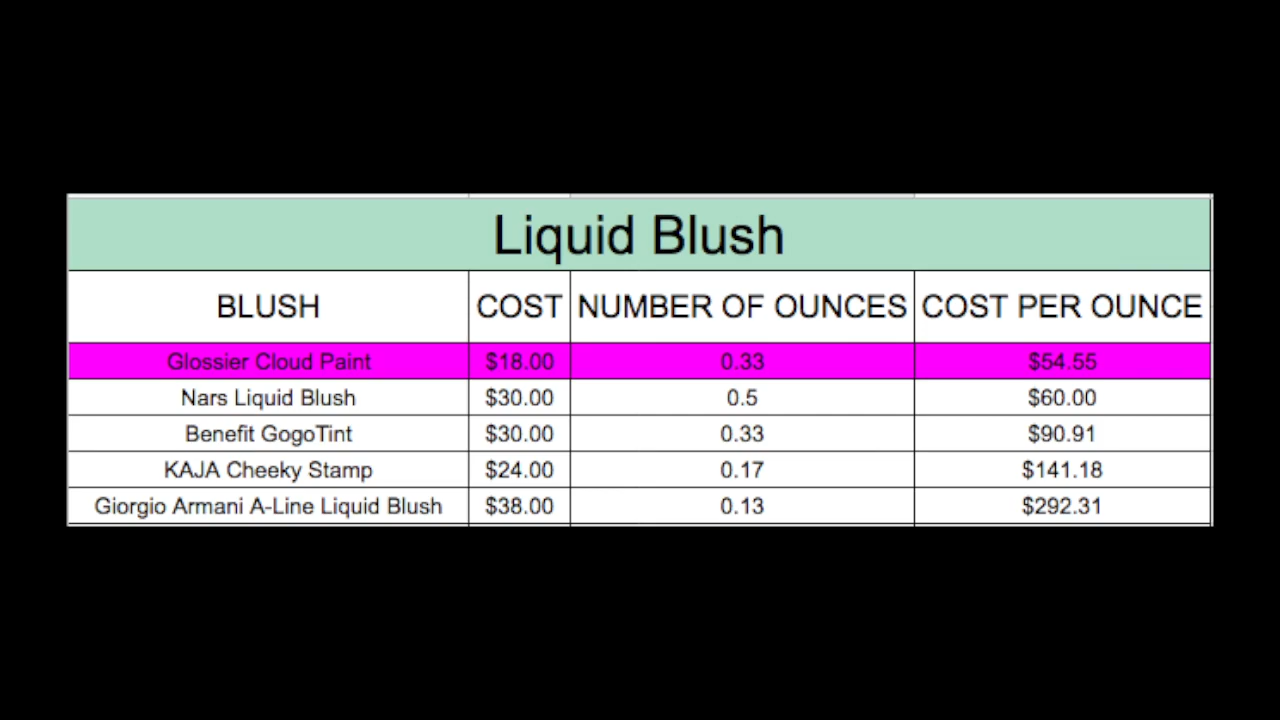 Liquid Blush
BLUSH COST NUMBER OF OUNCES COST PER OUNCE
Glossier Cloud Paint $18.00 0.33 $54.55
Nars Liquid Blush $30.00 0.5 $60.00
Benefit GogoTint $30.00 0.33 $90.91
KAJA Cheeky Stamp $24.00 0.17 $141.18
Giorgio Armani A-Line Liquid Blush $38.00 0.13 $292.31